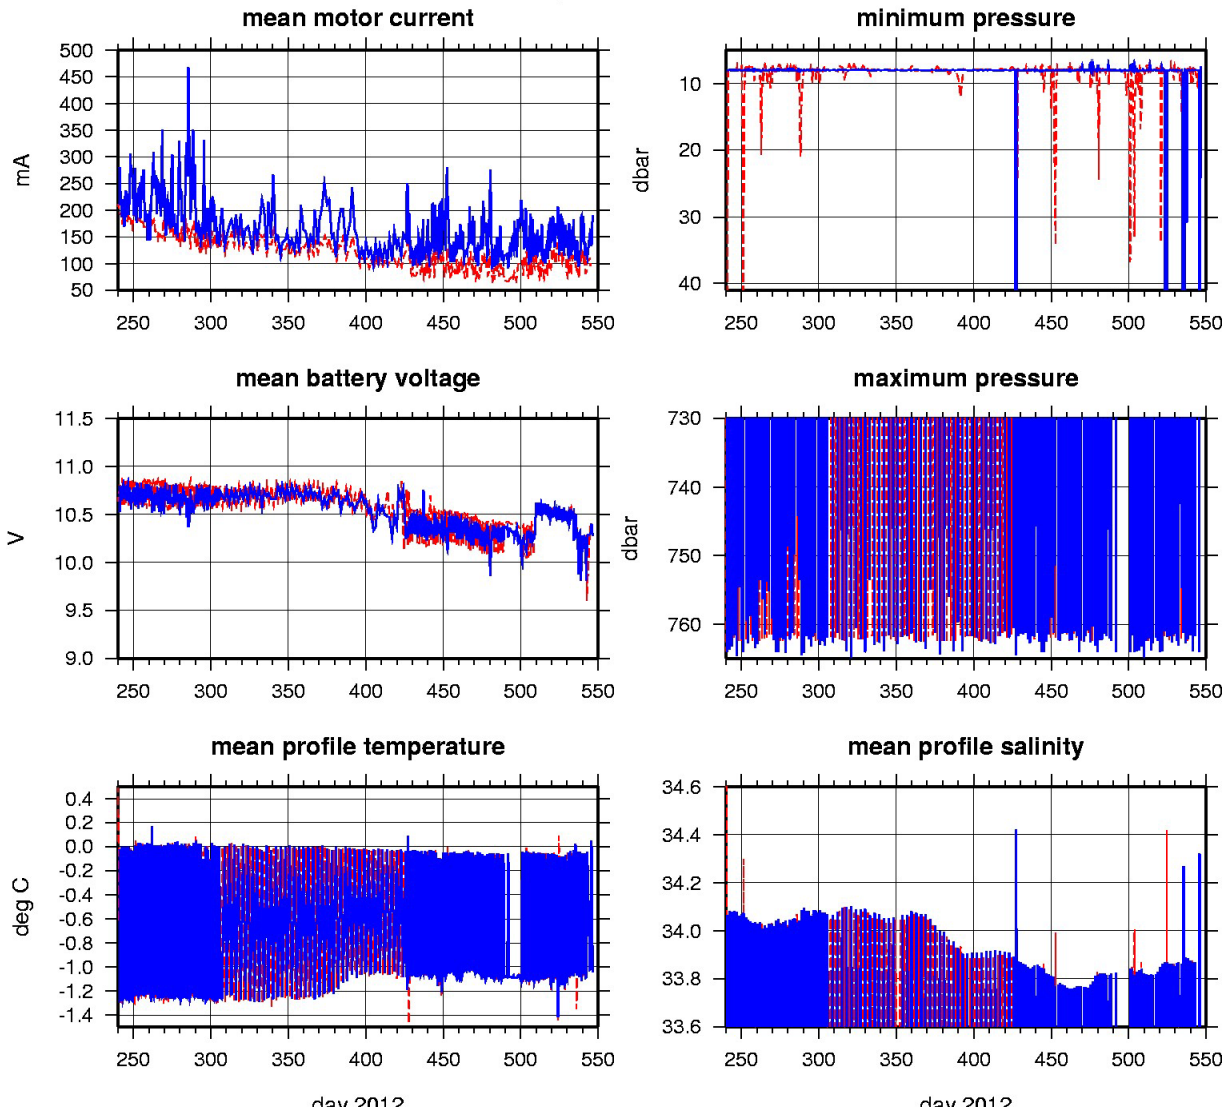 mean motor current
500
450
400
350
300
250
200
150
100
50
mA
250 300 350 400 450 500 550
minimum pressure
10
20
30
40
dbar
250 300 350 400 450 500 550
mean battery voltage
11.5
11.0
10.5
10.0
9.5
9.0
V
250 300 350 400 450 500 550
maximum pressure
730
740
750
760
dbar
250 300 350 400 450 500 550
mean profile temperature
0.4
0.2
0.0
-0.2
-0.4
-0.6
-0.8
-1.0
-1.2
-1.4
deg C
250 300 350 400 450 500 550
day 2012
mean profile salinity
34.6
34.4
34.2
34.0
33.8
33.6
250 300 350 400 450 500 550
day 2012